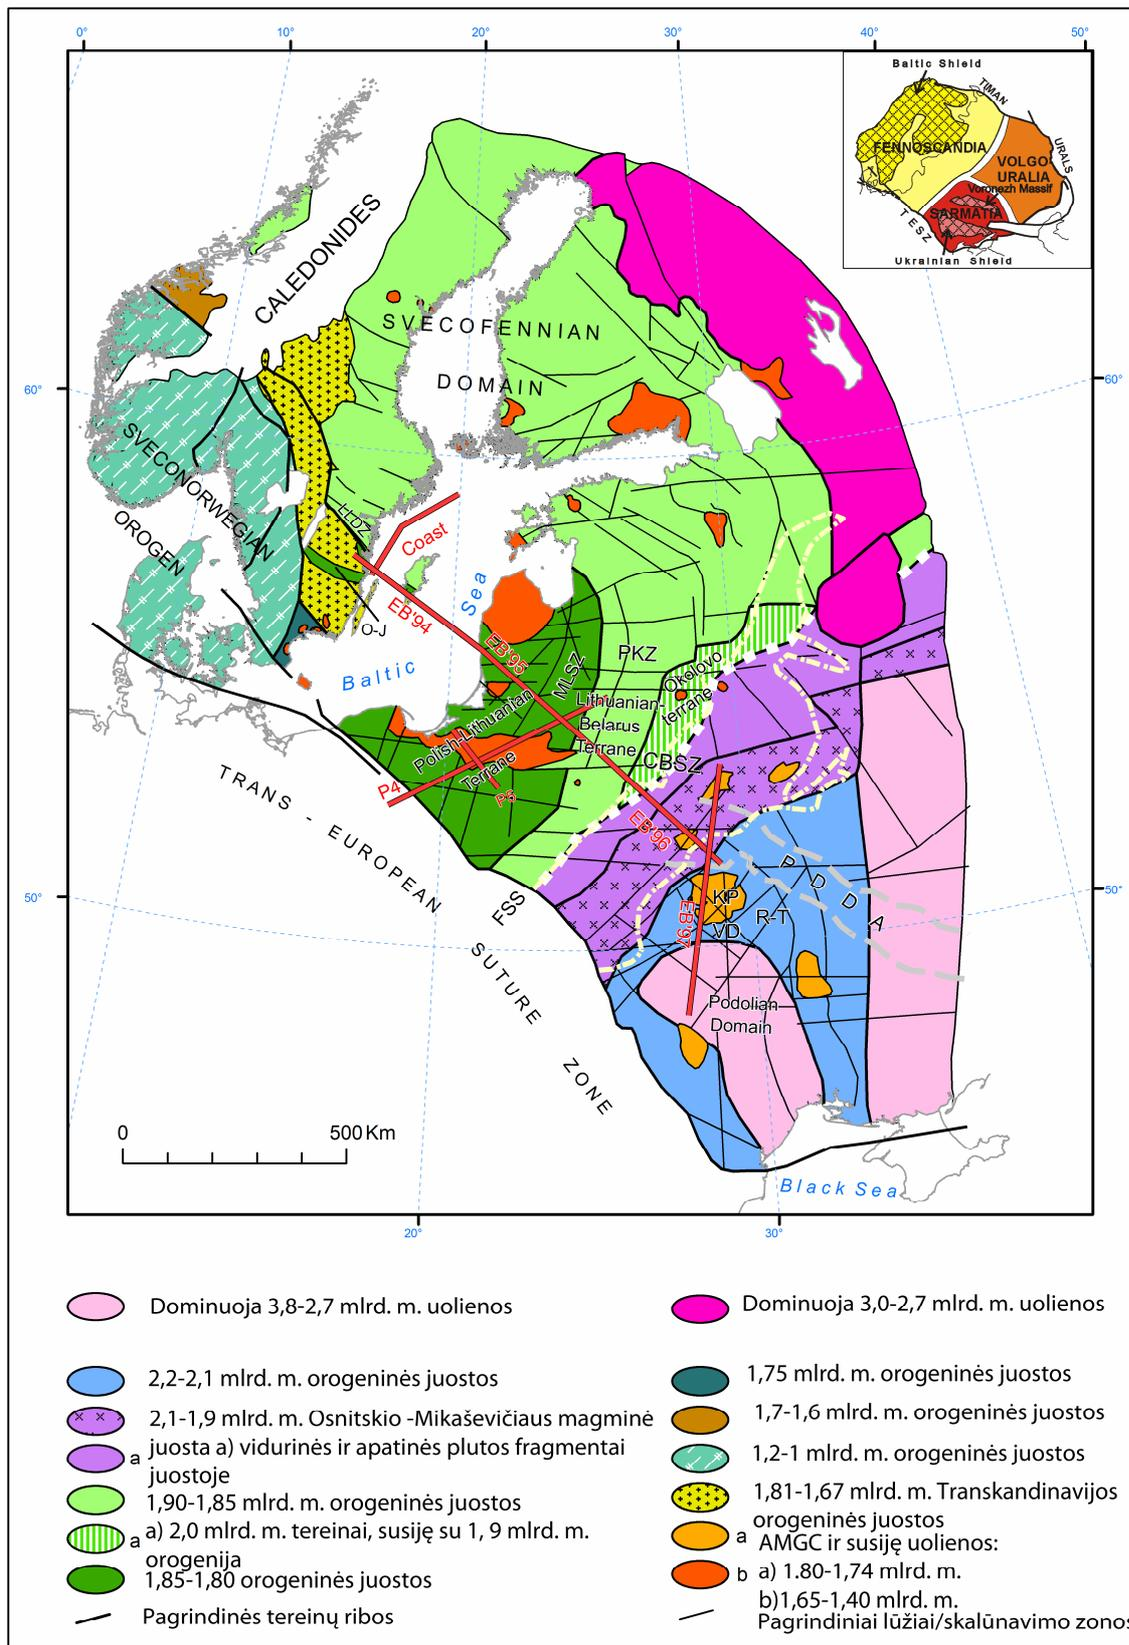 0°
10°
20°
30°
40°
50°
Baltic Shield
TIMAN
FENNOSCANDIA
URALS
VOLGO
URALIA
Voronezh Massif
SARMATIA
TESZ
Ukrainian Shield
CALEDONIDES
SVECOFENNIAN
DOMAIN
60°
60°
SVECONORWEGIAN
OROGEN
LLDZ
Coast
Sea
EB'94
O-J
EB'95
PKZ
MLSZ
Okolovo
terrane
Baltic
Lithuanian-
Belarus
Terrane
Polish-Lithuanian
Terrane
CBSZ
P4
P5
TRANS - EUROPEAN
SUTURE ZONE
EB'96
PDDA
50°
50°
KP
FSS
R-T
VD
EB'97
Podolian
Domain
0
500 Km
Black Sea
20°
30°
Dominuoja 3,8-2,7 mlrd. m. uolienos
2,2-2,1 mlrd. m. orogeninės juostos
2,1-1,9 mlrd. m. Osnitskio -Mikaševičiaus magminė
a juosta a) vidurinės ir apatinės plutos fragmentai
juostoje
1,90-1,85 mlrd. m. orogeninės juostos
a a) 2,0 mlrd. m. tereinai, susiję su 1, 9 mlrd. m.
orogenija
1,85-1,80 orogeninės juostos
Pagrindinės tereinų ribos
Dominuoja 3,0-2,7 mlrd. m. uolienos
1,75 mlrd. m. orogeninės juostos
1,7-1,6 mlrd. m. orogeninės juostos
1,2-1 mlrd. m. orogeninės juostos
1,81-1,67 mlrd. m. Transkandinavijos
orogeninės juostos
a AMGC ir susiję uolienos:
b a) 1.80-1,74 mlrd. m.
b)1,65-1,40 mlrd. m.
Pagrindiniai lūžiai/skalūnavimo zonos